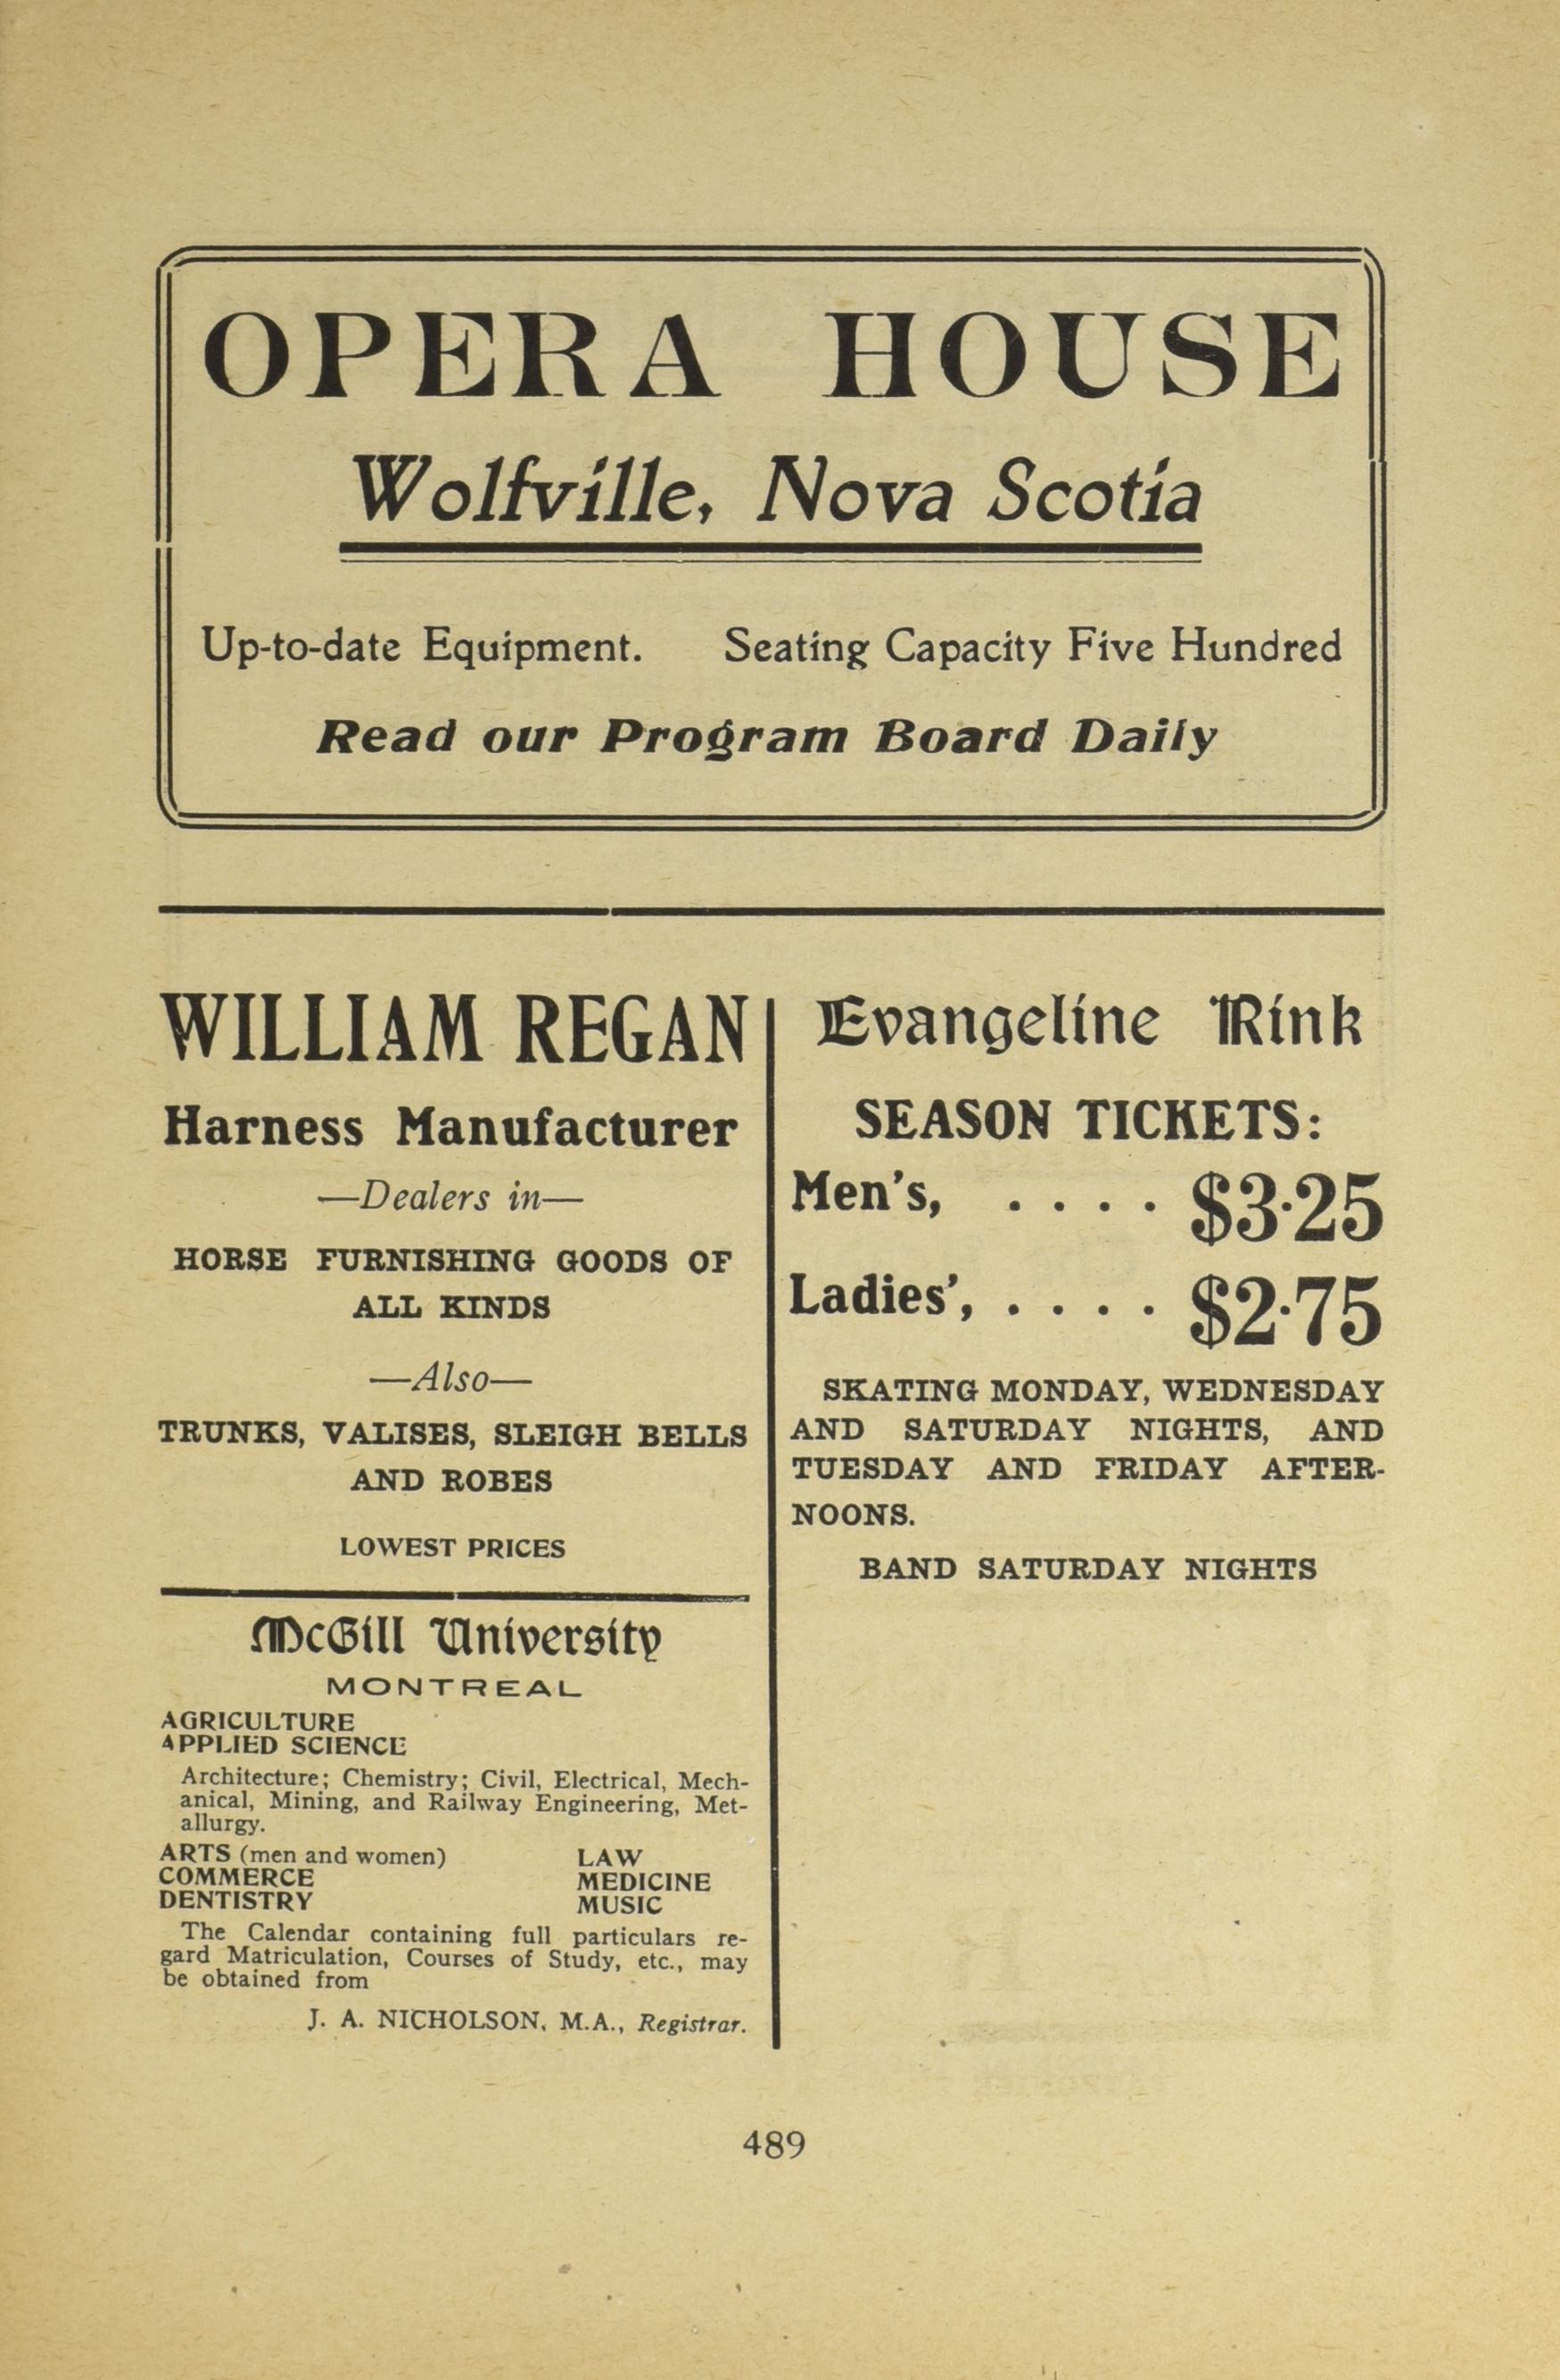 OPERA HOUSE
Wolfville, Nova Scotia
Up-to-date Equipment. Seating Capacity Five Hundred
Read our Program Board Daily
WILLIAM REGAN
Harness Manufacturer
—Dealers in—
HORSE FURNISHING GOODS OF
ALL KINDS
—Also—
TRUNKS, VALISES, SLEIGH BELLS
AND ROBES
LOWEST PRICES
McGill University
MONTREAL
AGRICULTURE
APPLIED SCIENCE
Architecture; Chemistry; Civil, Electrical, Mech-
anical, Mining, and Railway Engineering, Met-
allurgy.
ARTS (men and women) LAW
COMMERCE MEDICINE
DENTISTRY MUSIC
The Calendar containing full particulars re-
gard Matriculation, Courses of Study, etc., may
be obtained from
J. A. NICHOLSON, M.A., Registrar.
Evangeline Rink
SEASON TICKETS:
Men's, . . . . $3.25
Ladies', . . . . $2.75
SKATING MONDAY, WEDNESDAY
AND SATURDAY NIGHTS, AND
TUESDAY AND FRIDAY AFTER-
NOONS.
BAND SATURDAY NIGHTS
489